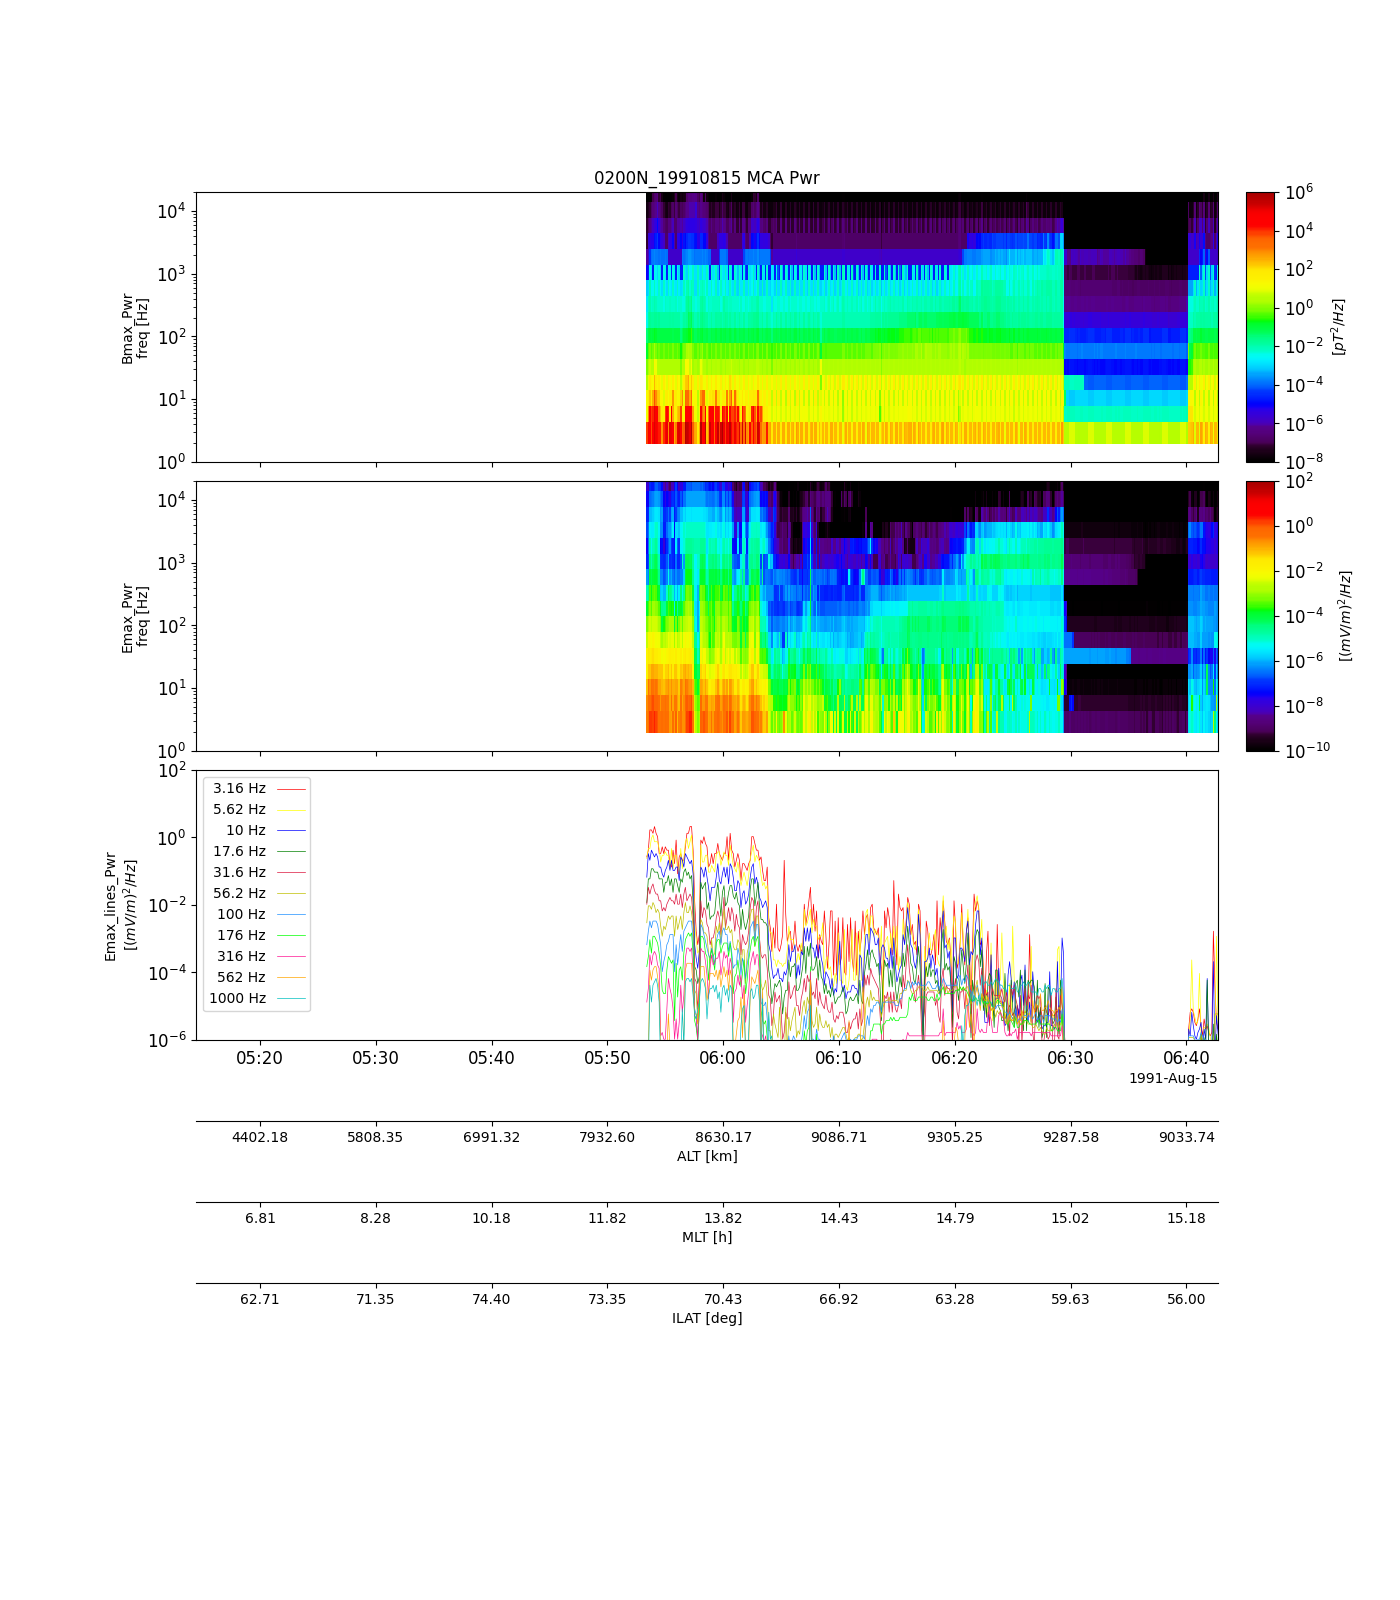 0200N_19910815 MCA Pwr
Bmax_Pwr
freq [Hz]
10^4
10^3
10^2
10^1
10^0
10^6
10^4
10^2
10^0
10^−2
10^−4
10^−6
10^−8
[pT^2/Hz]
Emax_Pwr
freq [Hz]
10^4
10^3
10^2
10^1
10^0
10^2
10^0
10^−2
10^−4
10^−6
10^−8
10^−10
[(mV/m)^2/Hz]
Emax_lines_Pwr
[(mV/m)^2/Hz]
10^2
10^0
10^−2
10^−4
10^−6
3.16 Hz
5.62 Hz
10 Hz
17.6 Hz
31.6 Hz
56.2 Hz
100 Hz
176 Hz
316 Hz
562 Hz
1000 Hz
05:20 05:30 05:40 05:50 06:00 06:10 06:20 06:30 06:40
1991-Aug-15
4402.18 5808.35 6991.32 7932.60 8630.17 9086.71 9305.25 9287.58 9033.74
ALT [km]
6.81 8.28 10.18 11.82 13.82 14.43 14.79 15.02 15.18
MLT [h]
62.71 71.35 74.40 73.35 70.43 66.92 63.28 59.63 56.00
ILAT [deg]